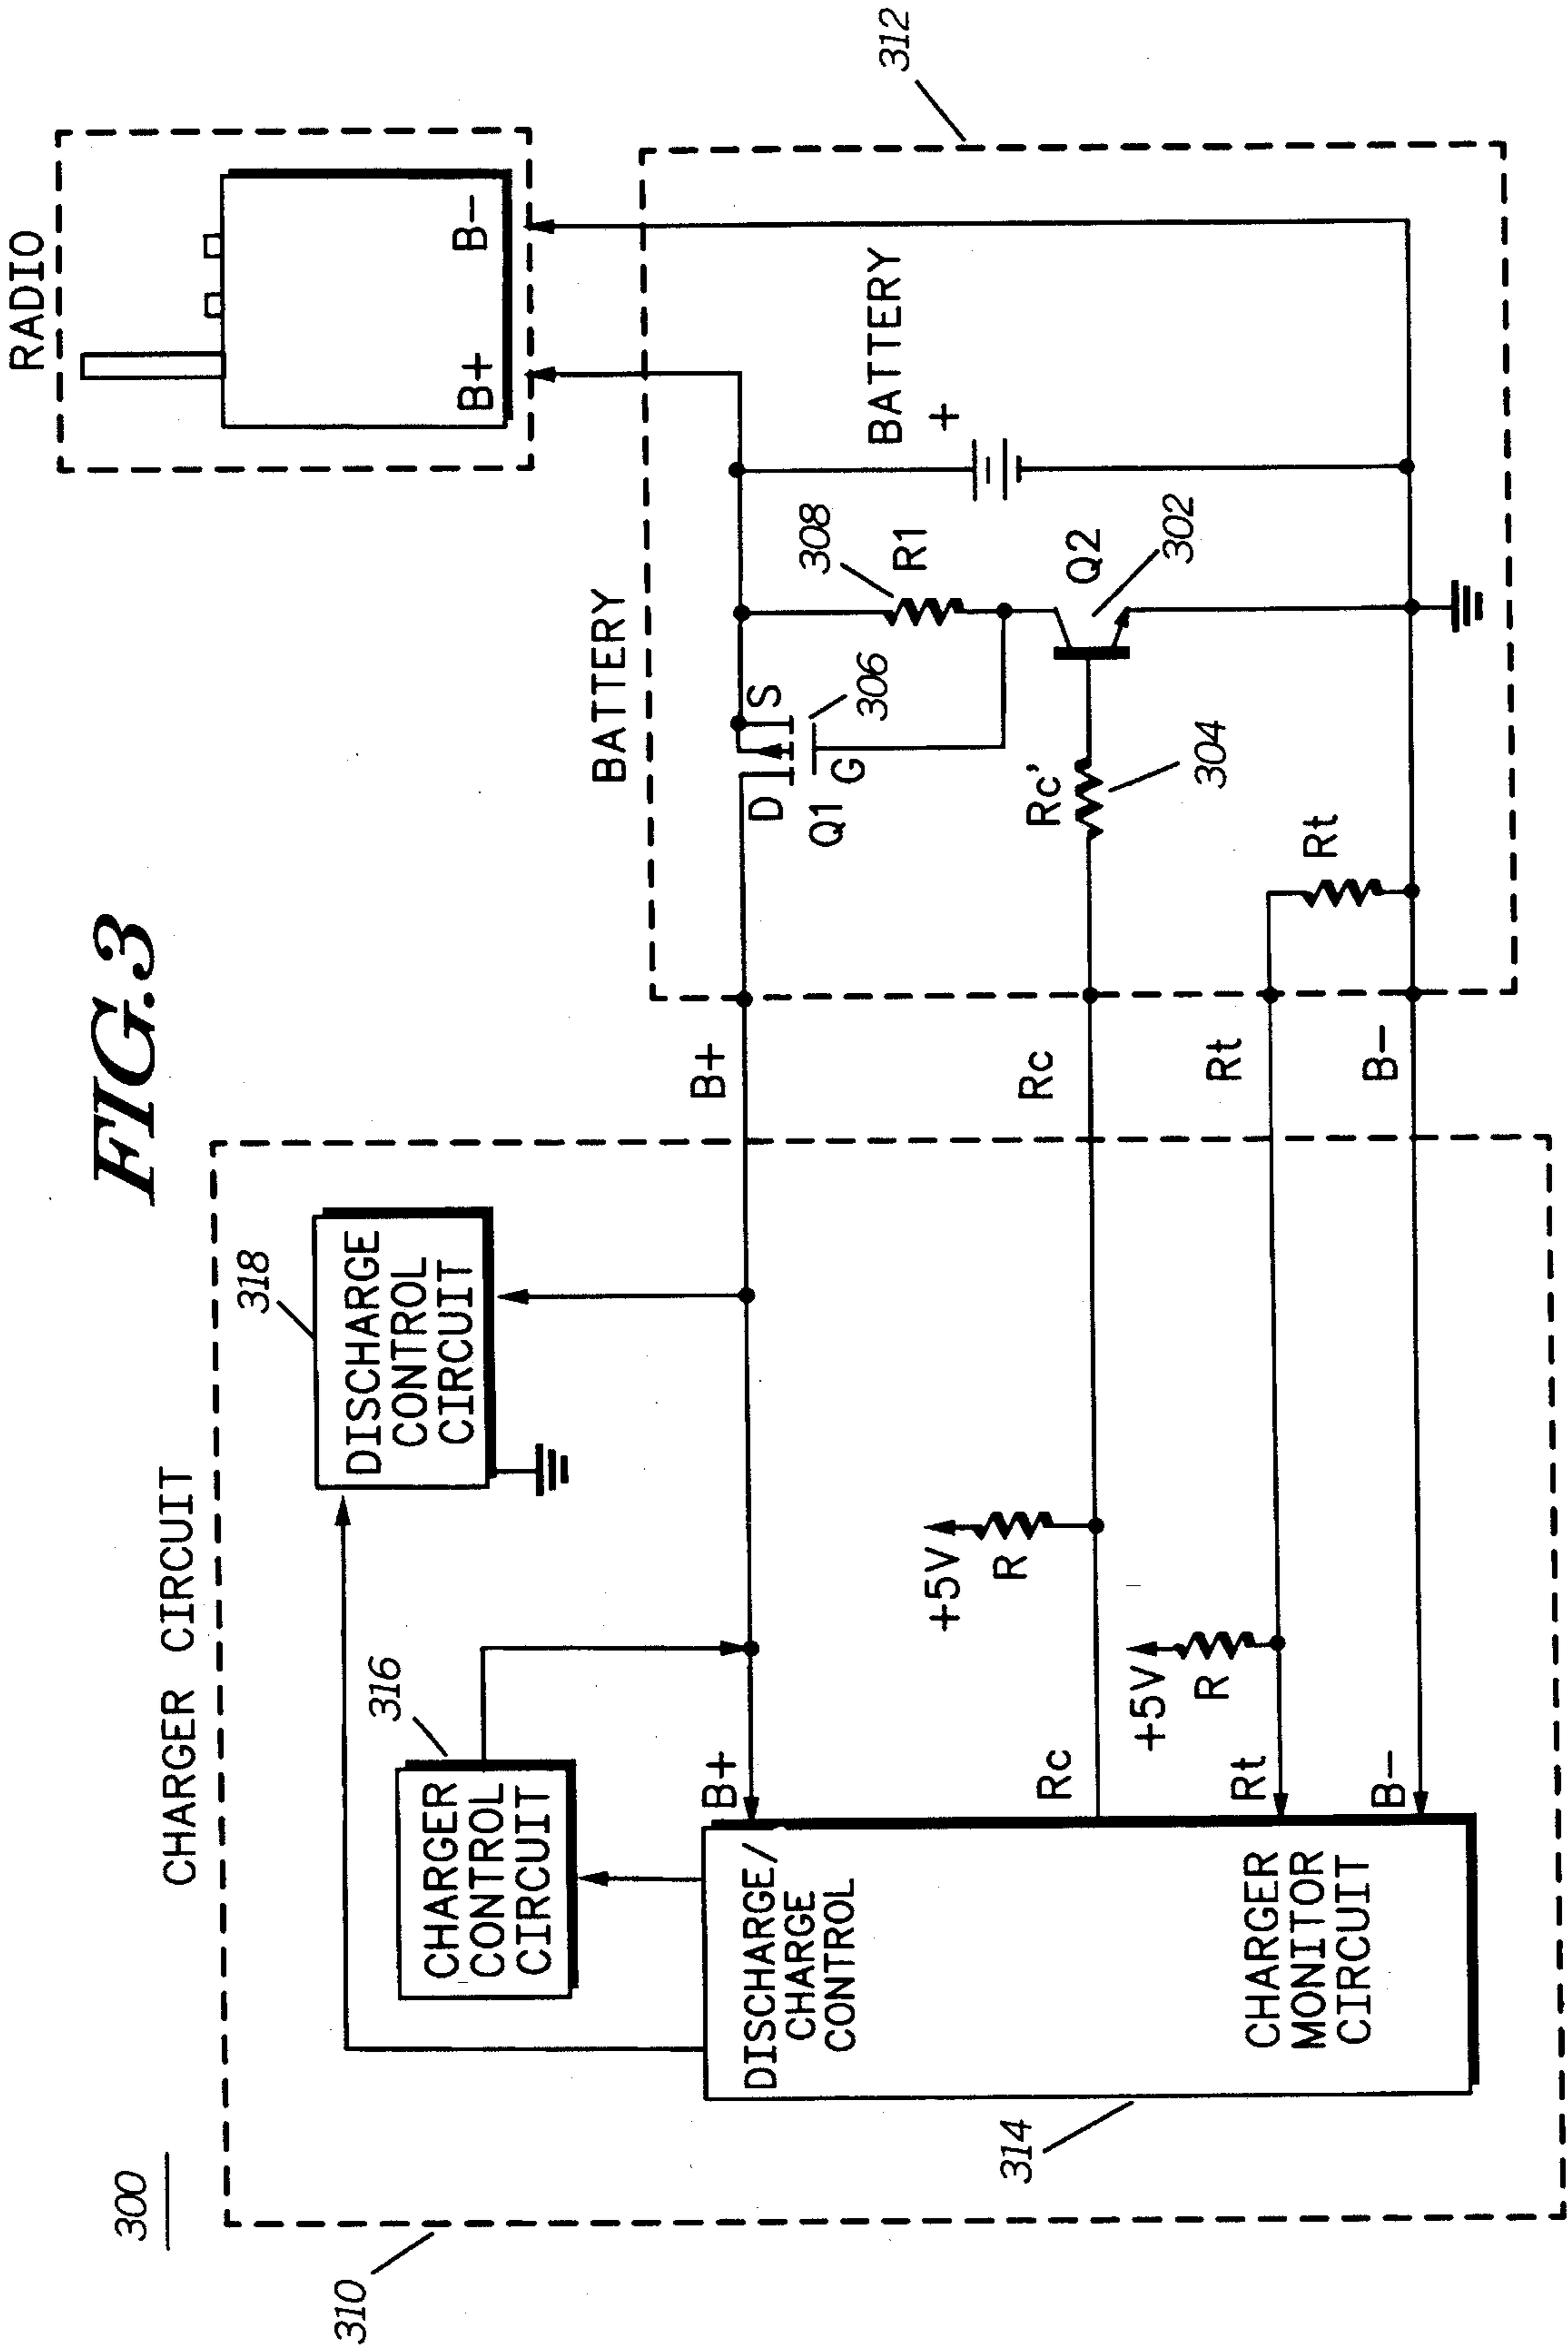 FIG.3
300
310
CHARGER CIRCUIT
318
DISCHARGE
CONTROL
CIRCUIT
316
CHARGER
CONTROL
CIRCUIT
B+
DISCHARGE/
CHARGE
CONTROL
Rc
Rt
B-
CHARGER
MONITOR
CIRCUIT
314
+5V
R
+5V
R
B+
Rc
Rt
B-
BATTERY
D
S
G
Q1
306
308
R1
Rc'
304
Q2
302
Rt
BATTERY
+
312
RADIO
B+
B-